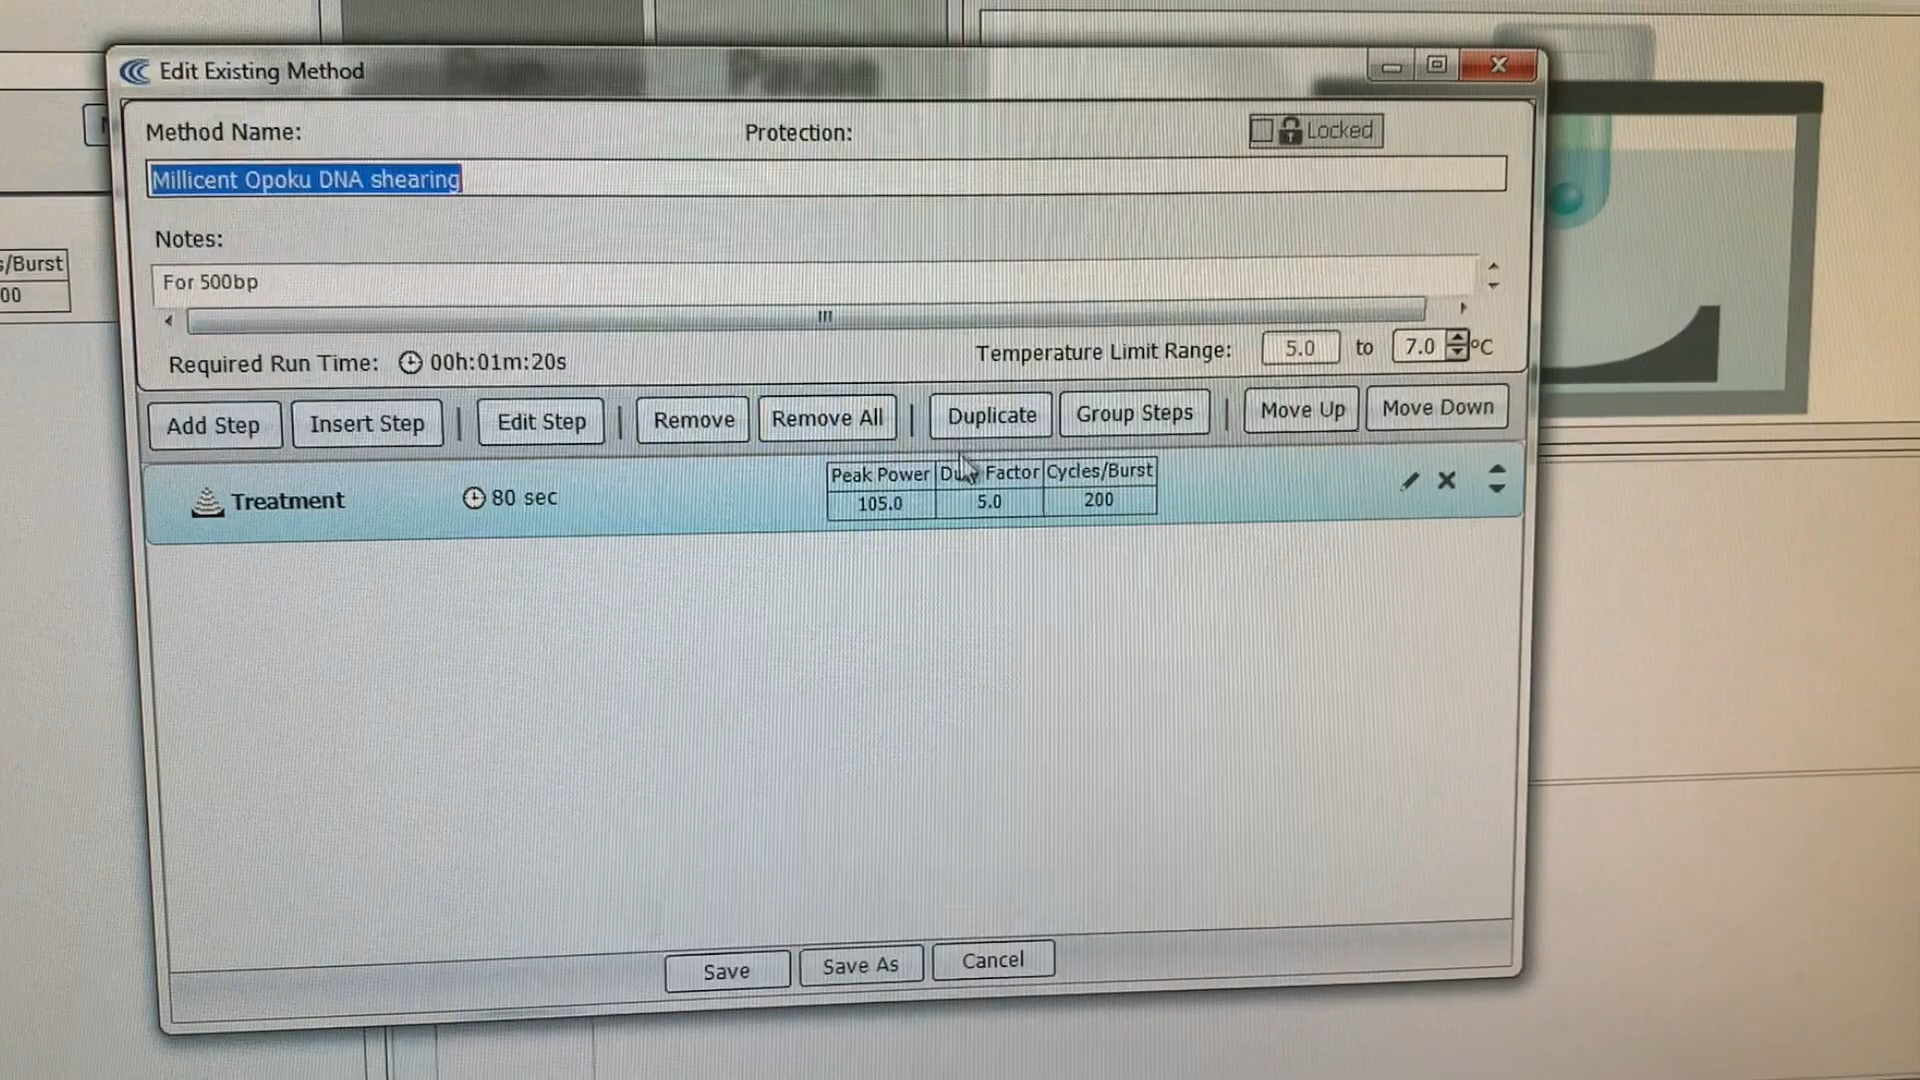 Edit Existing Method
Method Name:
Protection:
Locked
Millicent Opoku DNA shearing
Notes:
s/Burst
00
For 500bp
Required Run Time: 00h:01m:20s
Temperature Limit Range: 5.0 to 7.0 °C
Add Step | Insert Step | Edit Step | Remove Remove All | Duplicate Group Steps | Move Up Move Down
Treatment
80 sec
Peak Power Duty Factor Cycles/Burst
105.0 5.0 200
Save Save As Cancel